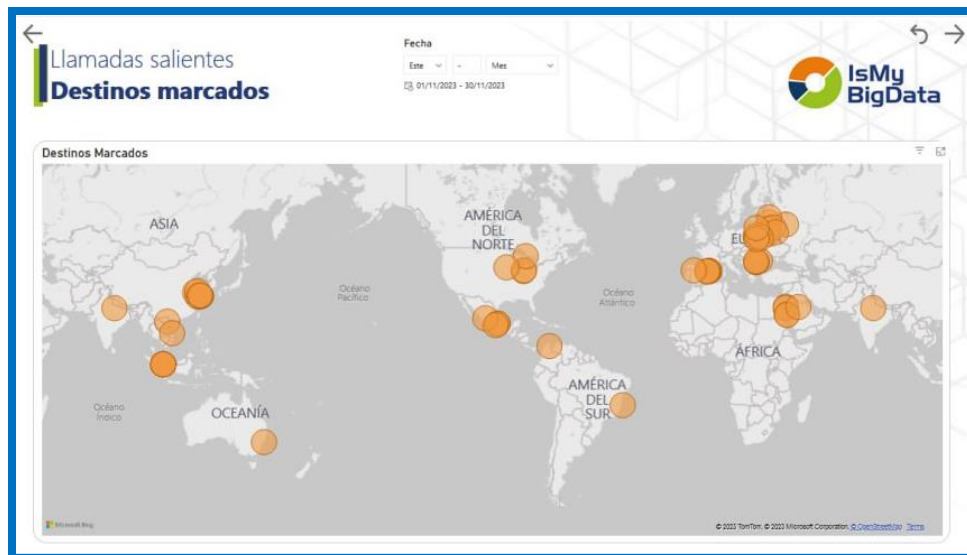 Llamadas salientes
Destinos marcados
Fecha
Este - Mes
01/11/2023 - 30/11/2023
IsMy
BigData
Destinos Marcados
ASIA
AMÉRICA
DEL
NORTE
EU
Océano
Pacífico
Océano
Atlántico
ÁFRICA
AMÉRICA
DEL
SUR
Océano
Índico
OCEANÍA
Microsoft Bing
© 2023 TomTom, © 2023 Microsoft Corporation, © OpenStreetMap Terms